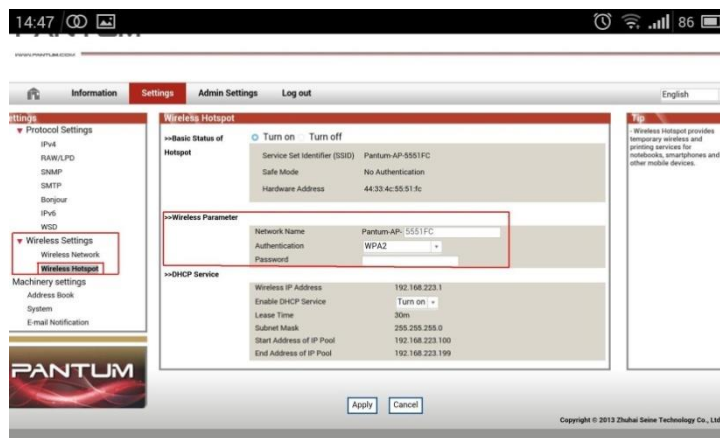 14:47
86
PANTUM
WWW.PANTUM.COM
Information Settings Admin Settings Log out English
ettings
Protocol Settings
IPv4
RAW/LPD
SNMP
SMTP
Bonjour
IPv6
WSD
Wireless Settings
Wireless Network
Wireless Hotspot
Machinery settings
Address Book
System
E-mail Notification
PANTUM
Wireless Hotspot
>>Basic Status of Hotspot
Turn on Turn off
Service Set Identifier (SSID) Pantum-AP-5551FC
Safe Mode No Authentication
Hardware Address 44:33:4c:55:51:fc
>>Wireless Parameter
Network Name Pantum-AP- 5551FC
Authentication WPA2
Password
>>DHCP Service
Wireless IP Address 192.168.223.1
Enable DHCP Service Turn on
Lease Time 30m
Subnet Mask 255.255.255.0
Start Address of IP Pool 192.168.223.100
End Address of IP Pool 192.168.223.199
Apply Cancel
Tip
- Wireless Hotspot provides
temporary wireless and
printing services for
notebooks, smartphones and
other mobile devices.
Copyright © 2013 Zhuhai Seine Technology Co., Ltd